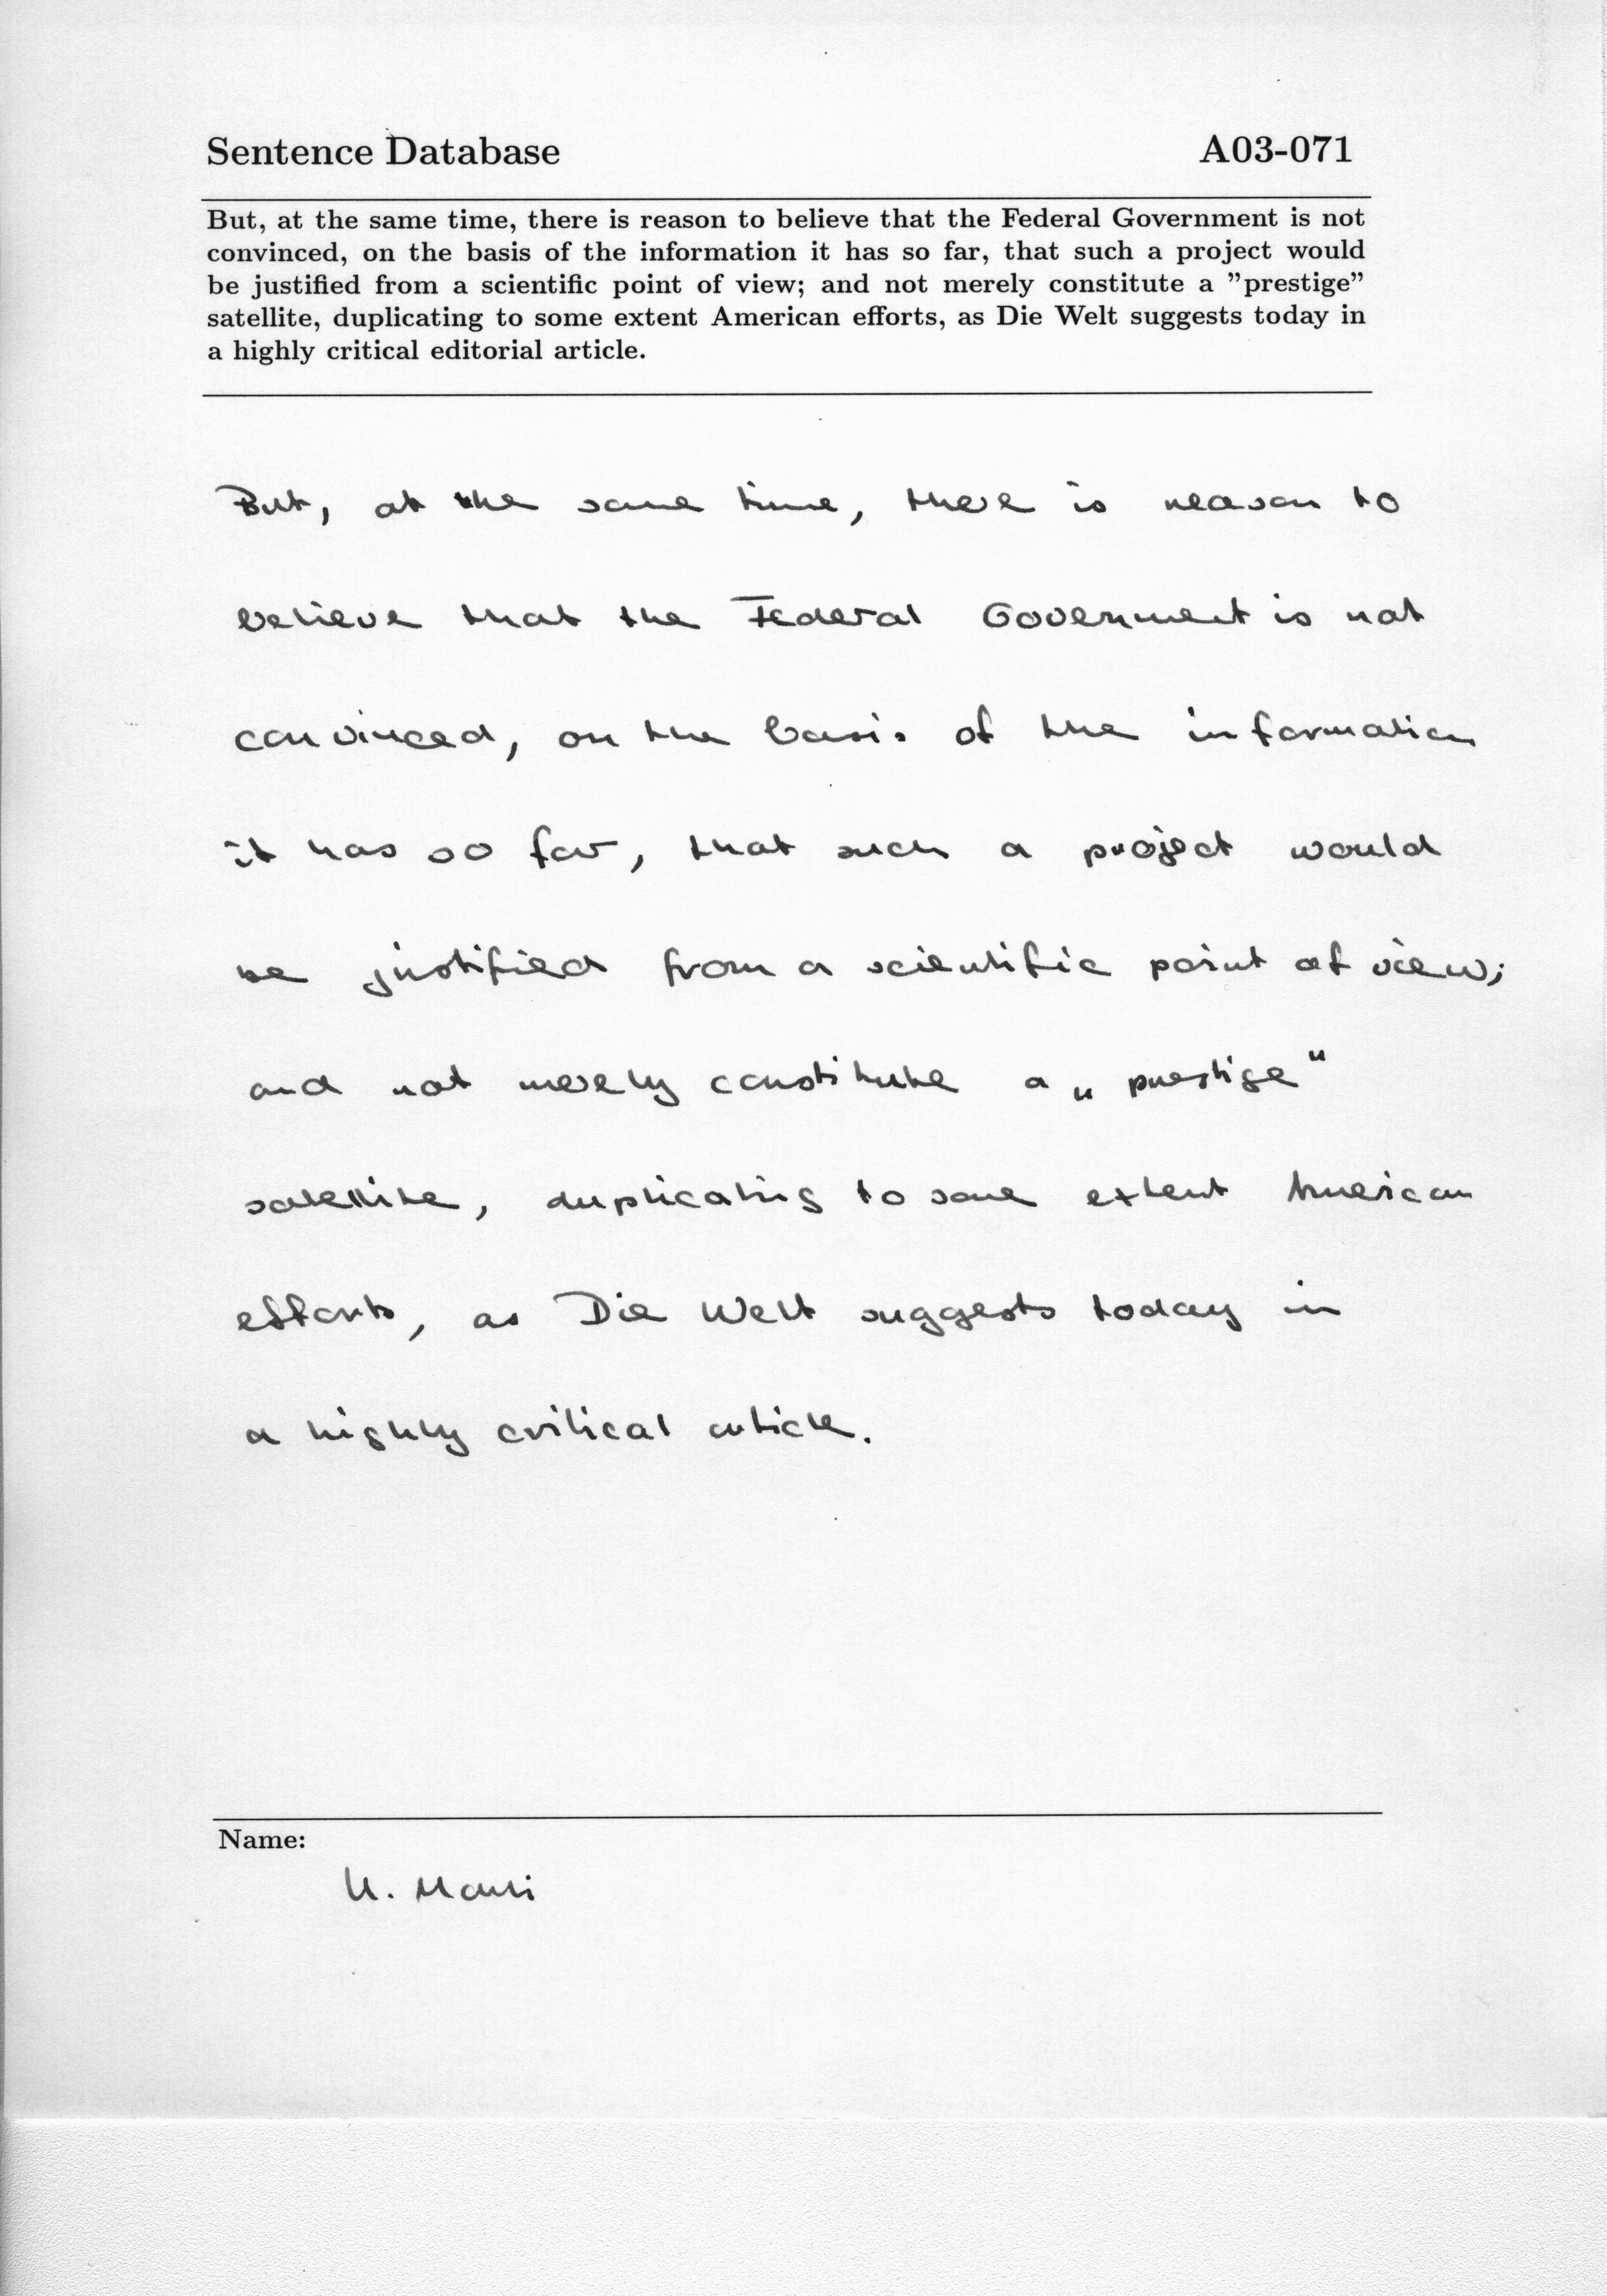 Sentence Database A03-071
But, at the same time, there is reason to believe that the Federal Government is not
convinced, on the basis of the information it has so far, that such a project would
be justified from a scientific point of view; and not merely constitute a ”prestige”
satellite, duplicating to some extent American efforts, as Die Welt suggests today in
a highly critical editorial article.
But, at the same time, there is reason to
believe that the Federal Government is not
convinced, on the basis of the information
it has so far, that such a project would
be justified from a scientific point of view;
and not merely constitute a „prestige“
satellite, duplicating to some extent American
efforts, as Die Welt suggests today in
a highly critical article.
Name: